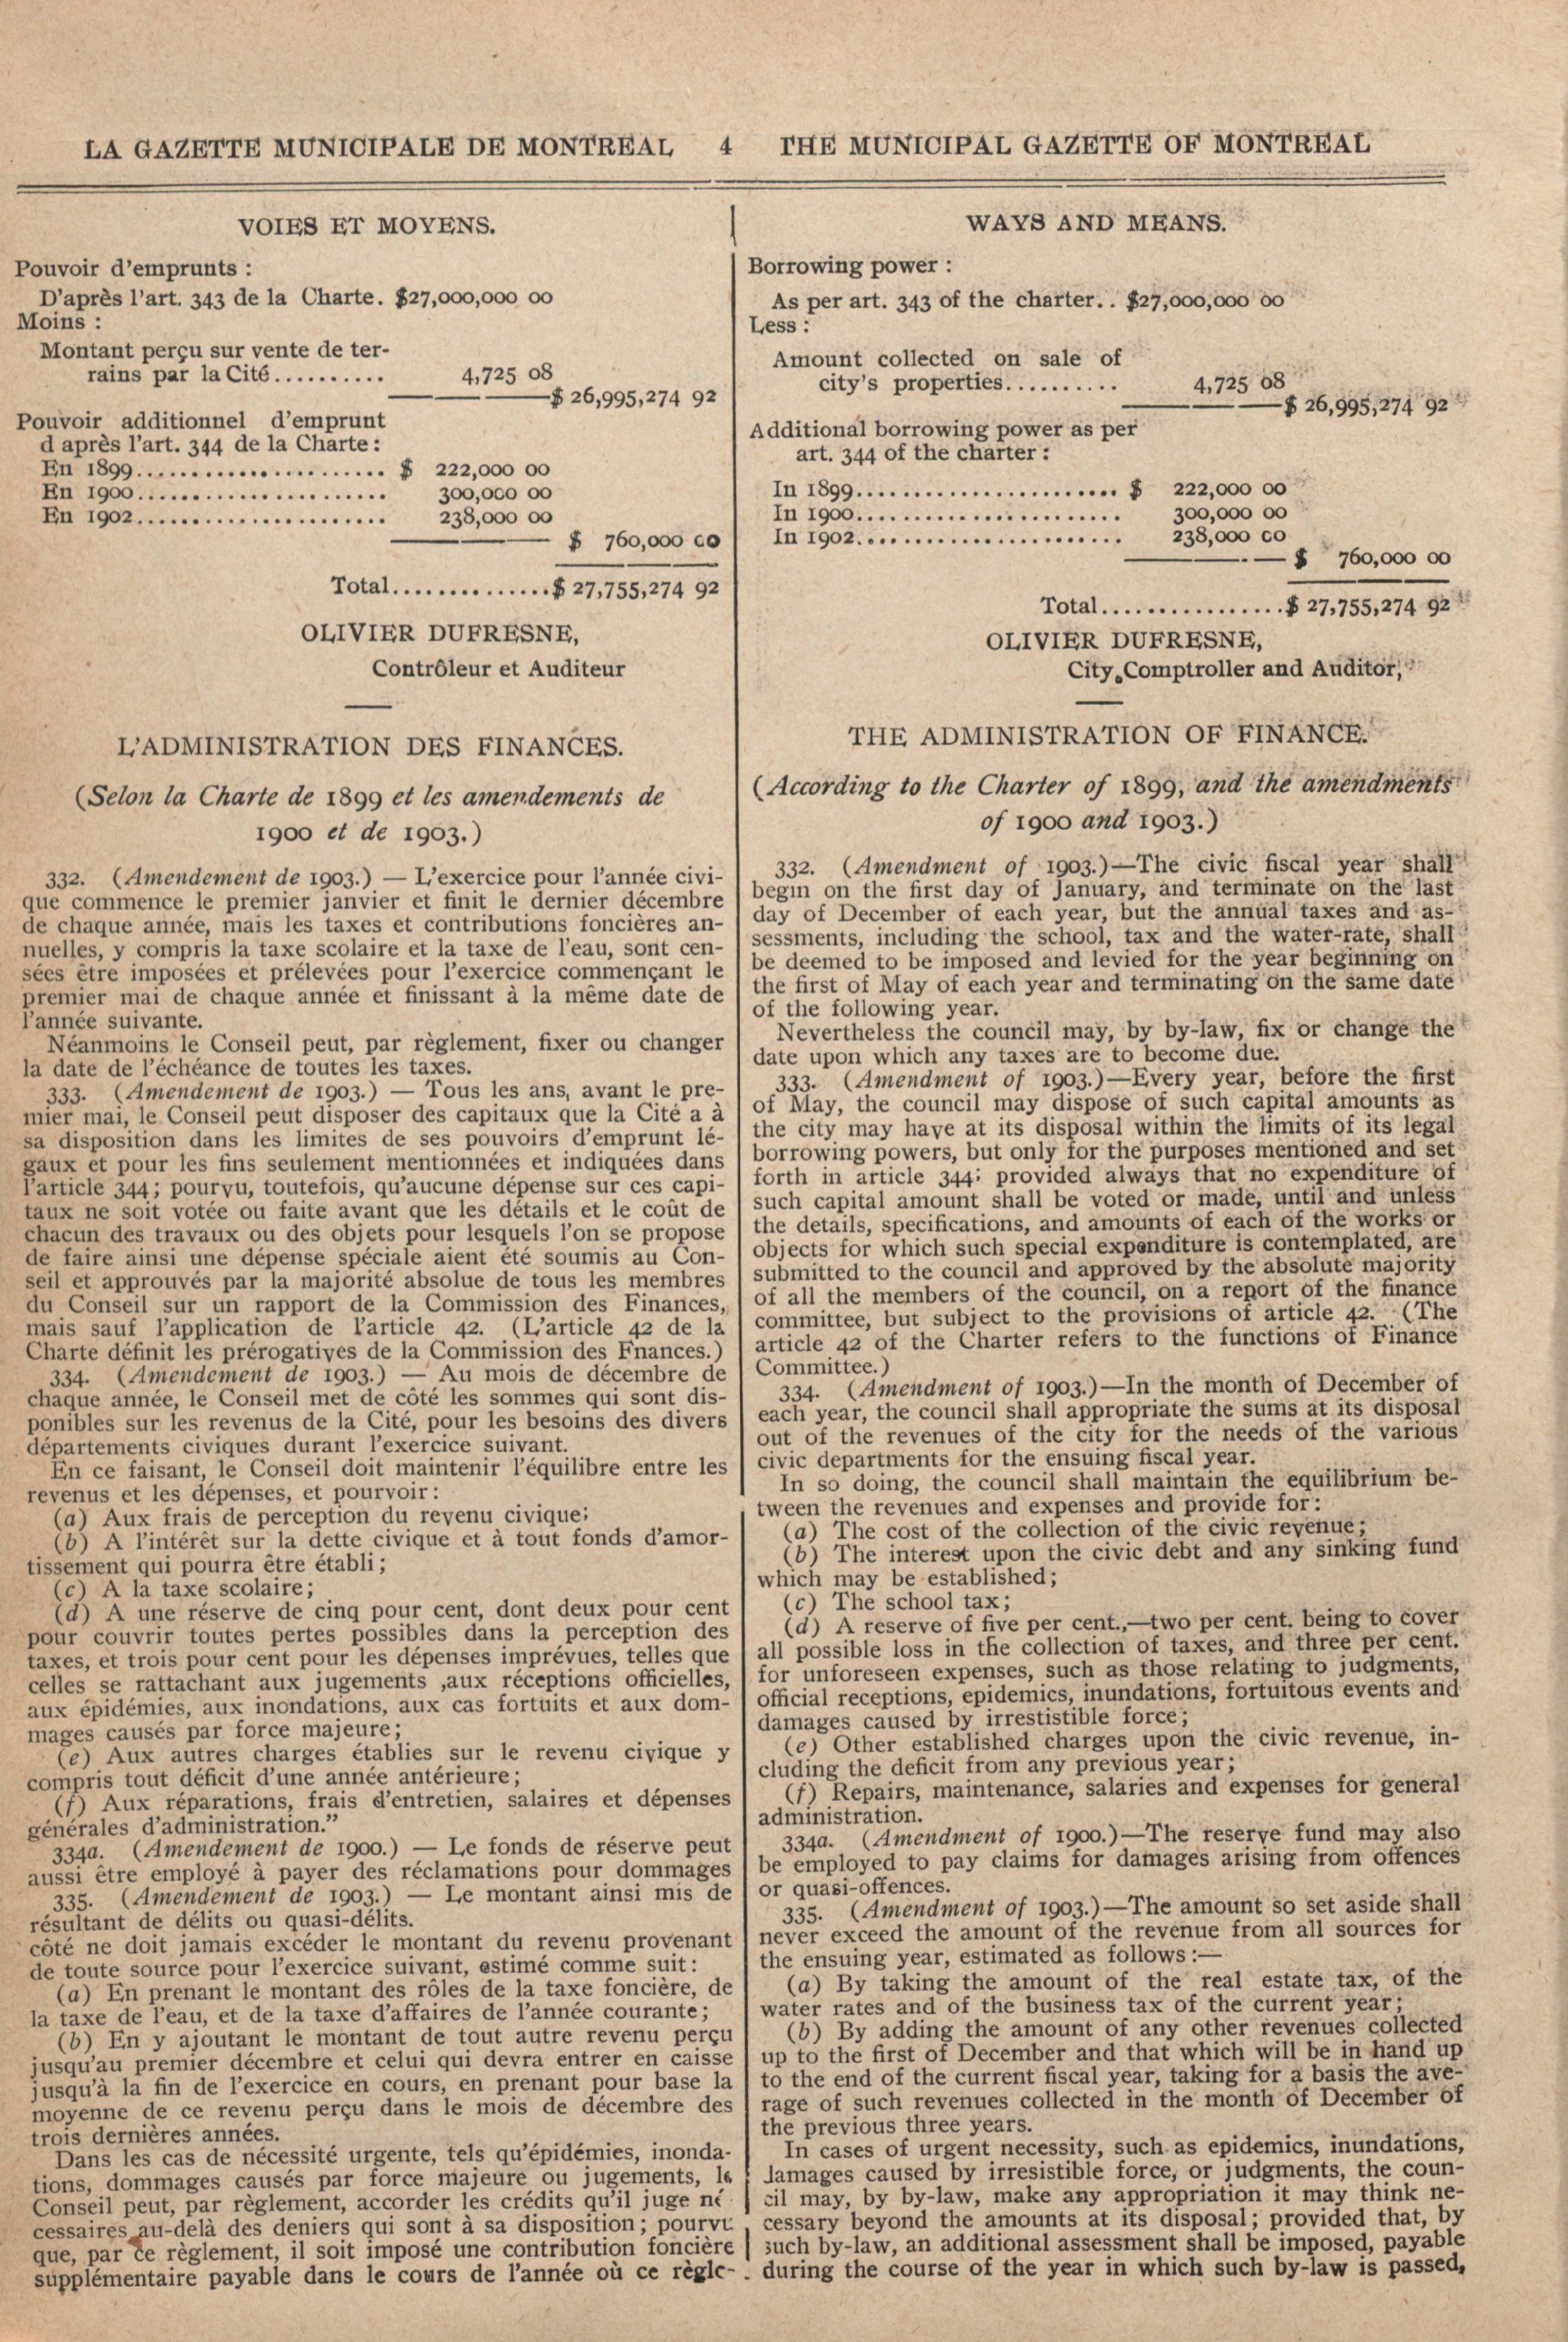 LA GAZETTE MUNICIPALE DE MONTREAL 4 THE MUNICIPAL GAZETTE OF MONTREAL
VOIES ET MOYENS.
Pouvoir d'emprunts :
D'après l'art. 343 de la Charte. $27,000,000 00
Moins :
Montant perçu sur vente de ter-
rains par la Cité.......... 4,725 08
$ 26,995,274 92
Pouvoir additionnel d'emprunt
d après l'art. 344 de la Charte :
En 1899...................... $ 222,000 00
En 1900...................... 300,000 00
En 1902...................... 238,000 00
$ 760,000 00
Total..............$ 27,755,274 92
OLIVIER DUFRESNE,
Contrôleur et Auditeur
L'ADMINISTRATION DES FINANCES.
(Selon la Charte de 1899 et les amendements de
1900 et de 1903.)
332. (Amendement de 1903.) — L'exercice pour l'année civi-
que commence le premier janvier et finit le dernier décembre
de chaque année, mais les taxes et contributions foncières an-
nuelles, y compris la taxe scolaire et la taxe de l'eau, sont cen-
sées être imposées et prélevées pour l'exercice commençant le
premier mai de chaque année et finissant à la même date de
l'année suivante.
Néanmoins le Conseil peut, par règlement, fixer ou changer
la date de l'échéance de toutes les taxes.
333. (Amendement de 1903.) — Tous les ans, avant le pre-
mier mai, le Conseil peut disposer des capitaux que la Cité a à
sa disposition dans les limites de ses pouvoirs d'emprunt lé-
gaux et pour les fins seulement mentionnées et indiquées dans
l'article 344; pourvu, toutefois, qu'aucune dépense sur ces capi-
taux ne soit votée ou faite avant que les détails et le coût de
chacun des travaux ou des objets pour lesquels l'on se propose
de faire ainsi une dépense spéciale aient été soumis au Con-
seil et approuvés par la majorité absolue de tous les membres
du Conseil sur un rapport de la Commission des Finances,
mais sauf l'application de l'article 42. (L'article 42 de la
Charte définit les prérogatives de la Commission des Fnances.)
334. (Amendement de 1903.) — Au mois de décembre de
chaque année, le Conseil met de côté les sommes qui sont dis-
ponibles sur les revenus de la Cité, pour les besoins des divers
départements civiques durant l'exercice suivant.
En ce faisant, le Conseil doit maintenir l'équilibre entre les
revenus et les dépenses, et pourvoir :
(a) Aux frais de perception du revenu civique;
(b) A l'intérêt sur la dette civique et à tout fonds d'amor-
tissement qui pourra être établi ;
(c) A la taxe scolaire;
(d) A une réserve de cinq pour cent, dont deux pour cent
pour couvrir toutes pertes possibles dans la perception des
taxes, et trois pour cent pour les dépenses imprévues, telles que
celles se rattachant aux jugements ,aux réceptions officielles,
aux épidémies, aux inondations, aux cas fortuits et aux dom-
mages causés par force majeure;
(e) Aux autres charges établies sur le revenu civique y
compris tout déficit d'une année antérieure;
(f) Aux réparations, frais d'entretien, salaires et dépenses
générales d'administration."
334a. (Amendement de 1900.) — Le fonds de réserve peut
aussi être employé à payer des réclamations pour dommages
335. (Amendement de 1903.) — Le montant ainsi mis de
résultant de délits ou quasi-délits.
côté ne doit jamais excéder le montant du revenu provenant
de toute source pour l'exercice suivant, estimé comme suit :
(a) En prenant le montant des rôles de la taxe foncière, de
la taxe de l'eau, et de la taxe d'affaires de l'année courante;
(b) En y ajoutant le montant de tout autre revenu perçu
jusqu'au premier décembre et celui qui devra entrer en caisse
jusqu'à la fin de l'exercice en cours, en prenant pour base la
moyenne de ce revenu perçu dans le mois de décembre des
trois dernières années.
Dans les cas de nécessité urgente, tels qu'épidémies, inonda-
tions, dommages causés par force majeure ou jugements, le
Conseil peut, par règlement, accorder les crédits qu'il juge né
cessaires au-delà des deniers qui sont à sa disposition; pourvu
que, par ce règlement, il soit imposé une contribution foncière
supplémentaire payable dans le cours de l'année où ce règle-
WAYS AND MEANS.
Borrowing power :
As per art. 343 of the charter.. $27,000,000 00
Less :
Amount collected on sale of
city's properties.......... 4,725 08
$ 26,995,274 92
Additional borrowing power as per
art. 344 of the charter :
In 1899...................... $ 222,000 00
In 1900...................... 300,000 00
In 1902...................... 238,000 00
$ 760,000 00
Total................$ 27,755,274 92
OLIVIER DUFRESNE,
City Comptroller and Auditor,
THE ADMINISTRATION OF FINANCE.
(According to the Charter of 1899, and the amendments
of 1900 and 1903.)
332. (Amendment of 1903.)—The civic fiscal year shall
begin on the first day of January, and terminate on the last
day of December of each year, but the annual taxes and as-
sessments, including the school, tax and the water-rate, shall
be deemed to be imposed and levied for the year beginning on
the first of May of each year and terminating on the same date
of the following year.
Nevertheless the council may, by by-law, fix or change the
date upon which any taxes are to become due.
333. (Amendment of 1903.)—Every year, before the first
of May, the council may dispose of such capital amounts as
the city may have at its disposal within the limits of its legal
borrowing powers, but only for the purposes mentioned and set
forth in article 344; provided always that no expenditure of
such capital amount shall be voted or made, until and unless
the details, specifications, and amounts of each of the works or
objects for which such special expenditure is contemplated, are
submitted to the council and approved by the absolute majority
of all the members of the council, on a report of the finance
committee, but subject to the provisions of article 42. (The
article 42 of the Charter refers to the functions of Finance
Committee.)
334. (Amendment of 1903.)—In the month of December of
each year, the council shall appropriate the sums at its disposal
out of the revenues of the city for the needs of the various
civic departments for the ensuing fiscal year.
In so doing, the council shall maintain the equilibrium be-
tween the revenues and expenses and provide for :
(a) The cost of the collection of the civic revenue;
(b) The interest upon the civic debt and any sinking fund
which may be established;
(c) The school tax;
(d) A reserve of five per cent.,—two per cent. being to cover
all possible loss in the collection of taxes, and three per cent.
for unforeseen expenses, such as those relating to judgments,
official receptions, epidemics, inundations, fortuitous events and
damages caused by irrestistible force;
(e) Other established charges upon the civic revenue, in-
cluding the deficit from any previous year;
(f) Repairs, maintenance, salaries and expenses for general
administration.
334a. (Amendment of 1900.)—The reserve fund may also
be employed to pay claims for damages arising from offences
or quasi-offences.
335. (Amendment of 1903.)—The amount so set aside shall
never exceed the amount of the revenue from all sources for
the ensuing year, estimated as follows :—
(a) By taking the amount of the real estate tax, of the
water rates and of the business tax of the current year;
(b) By adding the amount of any other revenues collected
up to the first of December and that which will be in hand up
to the end of the current fiscal year, taking for a basis the ave-
rage of such revenues collected in the month of December of
the previous three years.
In cases of urgent necessity, such as epidemics, inundations,
damages caused by irresistible force, or judgments, the coun-
cil may, by by-law, make any appropriation it may think ne-
cessary beyond the amounts at its disposal; provided that, by
such by-law, an additional assessment shall be imposed, payable
during the course of the year in which such by-law is passed,